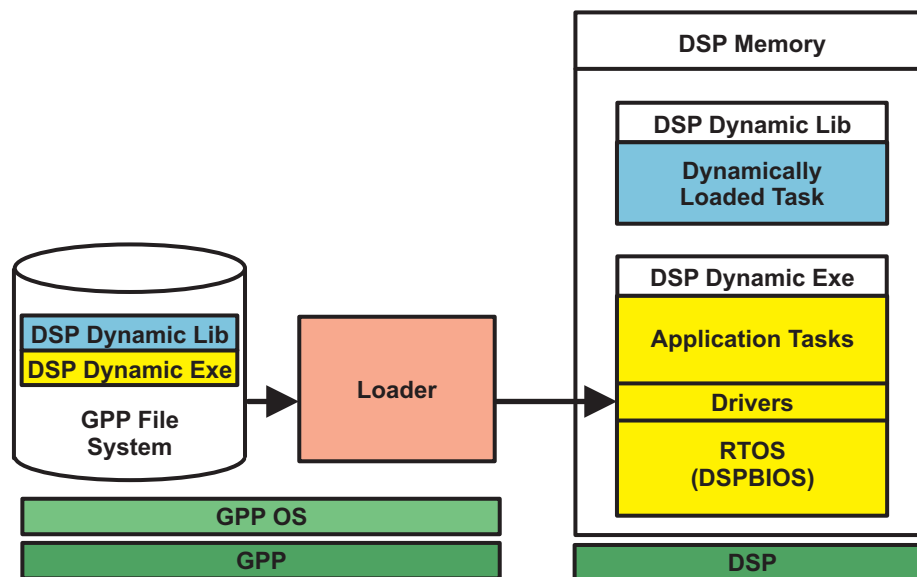 DSP Memory
DSP Dynamic Lib
Dynamically
Loaded Task
DSP Dynamic Exe
Application Tasks
Drivers
RTOS
(DSPBIOS)
DSP Dynamic Lib
DSP Dynamic Exe
GPP File
System
Loader
GPP OS
GPP
DSP